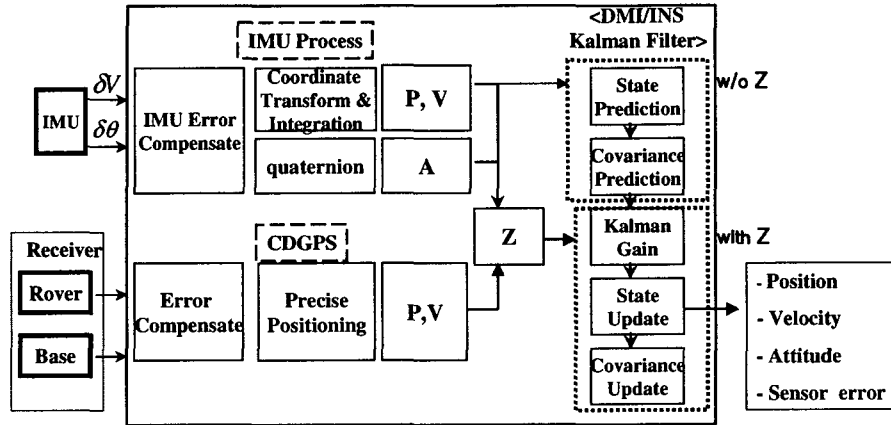 <DMI/INS
Kalman Filter>
IMU Process
δV
IMU
δθ
IMU Error
Compensate
Coordinate
Transform &
Integration
P, V
quaternion
A
State
Prediction
w/o Z
Covariance
Prediction
Receiver
Rover
Base
CDGPS
Error
Compensate
Precise
Positioning
P,V
Z
Kalman
Gain
with Z
State
Update
Covariance
Update
- Position
- Velocity
- Attitude
- Sensor error